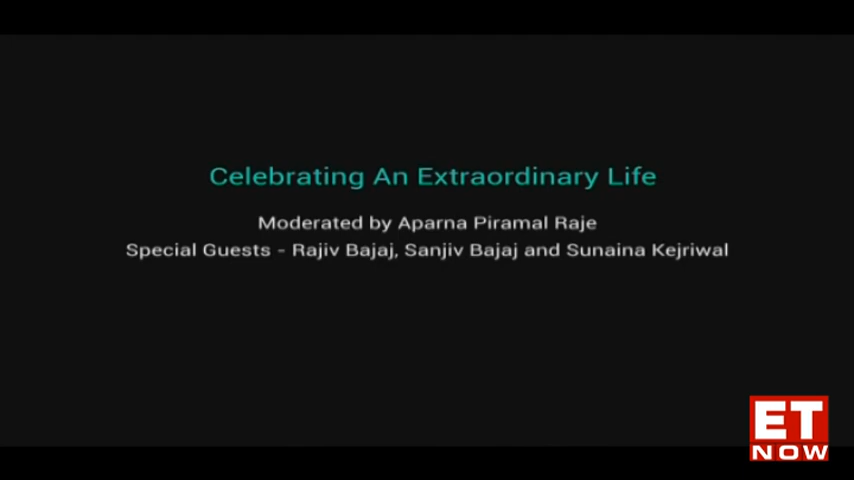 Celebrating An Extraordinary Life
Moderated by Aparna Piramal Raje
Special Guests - Rajiv Bajaj, Sanjiv Bajaj and Sunaina Kejriwal
ET
NOW